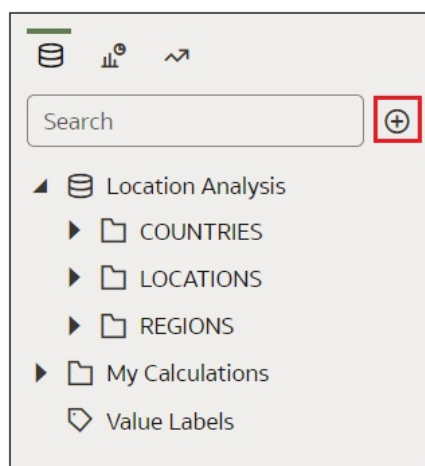 Search
Location Analysis
COUNTRIES
LOCATIONS
REGIONS
My Calculations
Value Labels